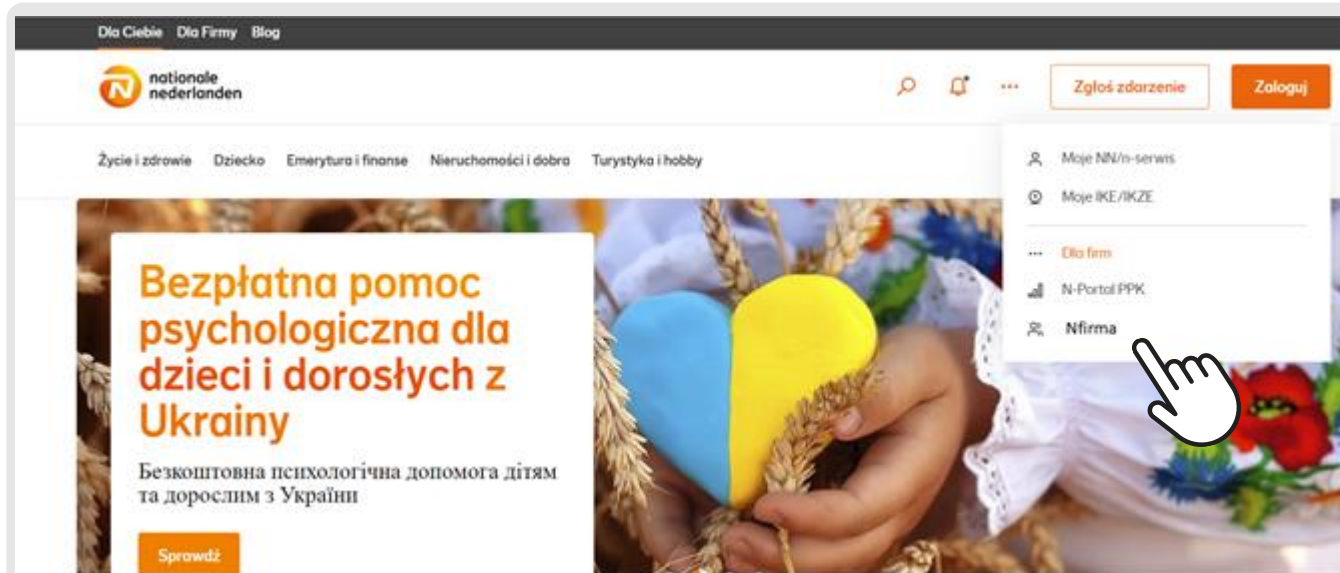 Dla Ciebie Dla Firmy Blog
nationale
nederlanden
Zgłoś zdarzenie
Zaloguj
Życie i zdrowie Dziecko Emerytura i finanse Nieruchomości i dobra Turystyka i hobby
Moje NN/n-serwis
Moje IKE/IKZE
Dla firm
N-Portal PPK
Nfirma
Bezpłatna pomoc
psychologiczna dla
dzieci i dorosłych z
Ukrainy
Безкоштовна психологічна допомога дітям
та дорослим з України
Sprawdź